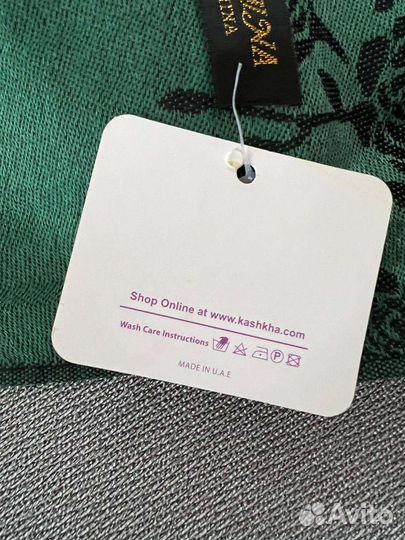 Shop Online at www.kashkha.com
Wash Care Instructions
MADE IN U.A.E
Avito